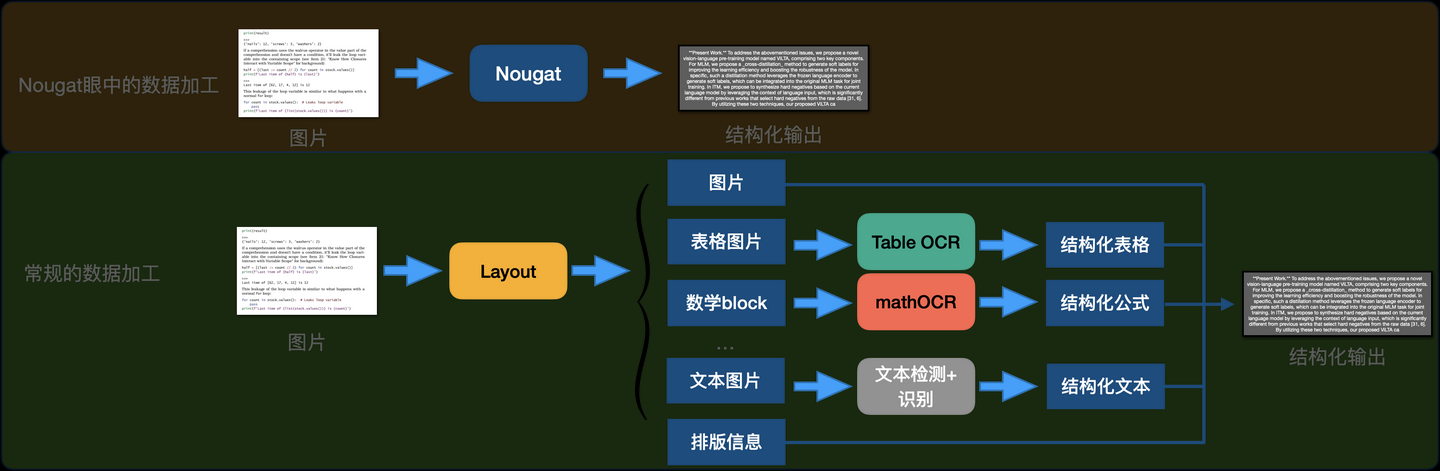 Nougat眼中的数据加工
print(result)
>>>
{'nails': 12, 'screws': 3, 'washers': 2}
If a comprehension uses the walrus operator in the value part of the
comprehension and doesn't have a condition, it'll leak the loop vari-
able into the containing scope (see Item 21: "Know How Closures
Interact with Variable Scope" for background):
half = [(last := count // 2) for count in stock.values()]
print(f'Last item of {half} is {last}')
>>>
Last item of [62, 17, 4, 12] is 12
This leakage of the loop variable is similar to what happens with a
normal for loop:
for count in stock.values():  # Leaks loop variable
pass
print(f'Last item of {list(stock.values())} is {count}')
图片
Nougat
**Present Work.** To address the abovementioned issues, we propose a novel
vision-language pre-training model named ViLTA, comprising two key components.
For MLM, we propose a _cross-distillation_ method to generate soft labels for
improving the learning efficiency and boosting the robustness of the model. In
specific, such a distillation method leverages the frozen language encoder to
generate soft labels, which can be integrated into the original MLM task for joint
training. In ITM, we propose to synthesize hard negatives based on the current
language model by leveraging the context of language input, which is significantly
different from previous works that select hard negatives from the raw data [31, 6].
By utilizing these two techniques, our proposed ViLTA ca
结构化输出
常规的数据加工
print(result)
>>>
{'nails': 12, 'screws': 3, 'washers': 2}
If a comprehension uses the walrus operator in the value part of the
comprehension and doesn't have a condition, it'll leak the loop vari-
able into the containing scope (see Item 21: "Know How Closures
Interact with Variable Scope" for background):
half = [(last := count // 2) for count in stock.values()]
print(f'Last item of {half} is {last}')
>>>
Last item of [62, 17, 4, 12] is 12
This leakage of the loop variable is similar to what happens with a
normal for loop:
for count in stock.values():  # Leaks loop variable
pass
print(f'Last item of {list(stock.values())} is {count}')
图片
Layout
图片
表格图片
Table OCR
结构化表格
数学block
mathOCR
结构化公式
...
文本图片
文本检测+
识别
结构化文本
排版信息
**Present Work.** To address the abovementioned issues, we propose a novel
vision-language pre-training model named ViLTA, comprising two key components.
For MLM, we propose a _cross-distillation_ method to generate soft labels for
improving the learning efficiency and boosting the robustness of the model. In
specific, such a distillation method leverages the frozen language encoder to
generate soft labels, which can be integrated into the original MLM task for joint
training. In ITM, we propose to synthesize hard negatives based on the current
language model by leveraging the context of language input, which is significantly
different from previous works that select hard negatives from the raw data [31, 6].
By utilizing these two techniques, our proposed ViLTA ca
结构化输出